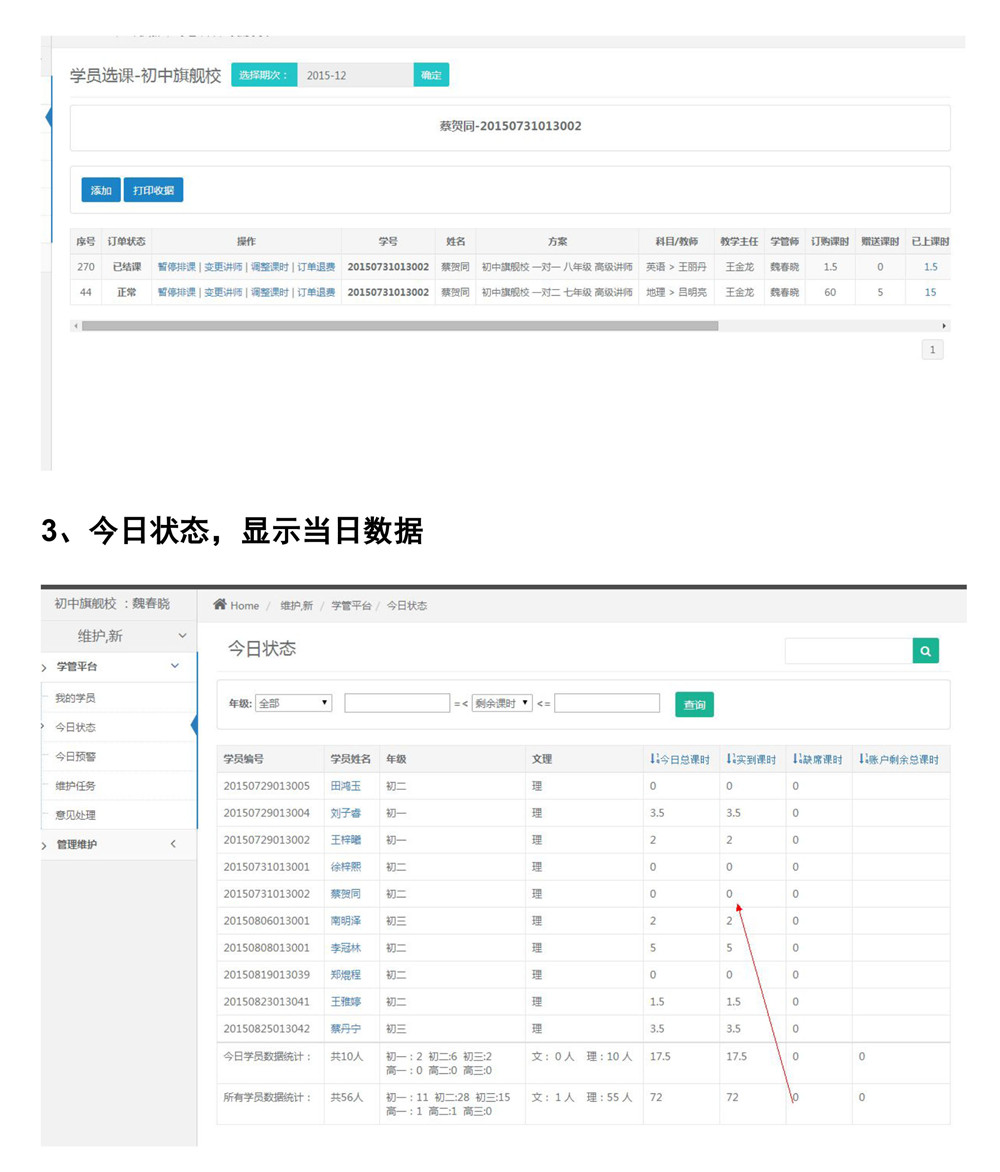 学员选课-初中旗舰校 选择期次： 2015-12 确定
蔡贺同-20150731013002
添加 打印收据
序号 订单状态 操作 学号 姓名 方案 科目/教师 教学主任 学管师 订购课时 赠送课时 已上课时
270 已结课 暂停排课 | 变更讲师 | 调整课时 | 订单退费 20150731013002 蔡贺同 初中旗舰校 一对一 八年级 高级讲师 英语 > 王丽丹 王金龙 魏春晓 1.5 0 1.5
44 正常 暂停排课 | 变更讲师 | 调整课时 | 订单退费 20150731013002 蔡贺同 初中旗舰校 一对二 七年级 高级讲师 地理 > 吕明亮 王金龙 魏春晓 60 5 15
1
3、今日状态，显示当日数据
初中旗舰校 ：魏春晓
维护,新
学管平台
我的学员
今日状态
今日预警
维护任务
意见处理
管理维护
Home / 维护,新 / 学管平台 / 今日状态
今日状态
年级: 全部 =< 剩余课时 <= 查询
学员编号 学员姓名 年级 文理 今日总课时 实到课时 缺席课时 账户剩余总课时
20150729013005 田鸿玉 初二 理 0 0 0
20150729013004 刘子睿 初一 理 3.5 3.5 0
20150729013002 王梓曦 初一 理 2 2 0
20150731013001 徐梓熙 初二 理 0 0 0
20150731013002 蔡贺同 初二 理 0 0 0
20150806013001 南明泽 初三 理 2 2 0
20150808013001 李冠林 初二 理 5 5 0
20150819013039 郑焜程 初二 理 0 0 0
20150823013041 王雅婷 初二 理 1.5 1.5 0
20150825013042 蔡丹宁 初三 理 3.5 3.5 0
今日学员数据统计： 共10人 初一：2 初二:6 初三:2 文：0 人 理：10 人 17.5 17.5 0 0
高一：0 高二:0 高三:0
所有学员数据统计： 共56人 初一：11 初二:28 初三:15 文：1 人 理：55 人 72 72 0 0
高一：1 高二:1 高三:0